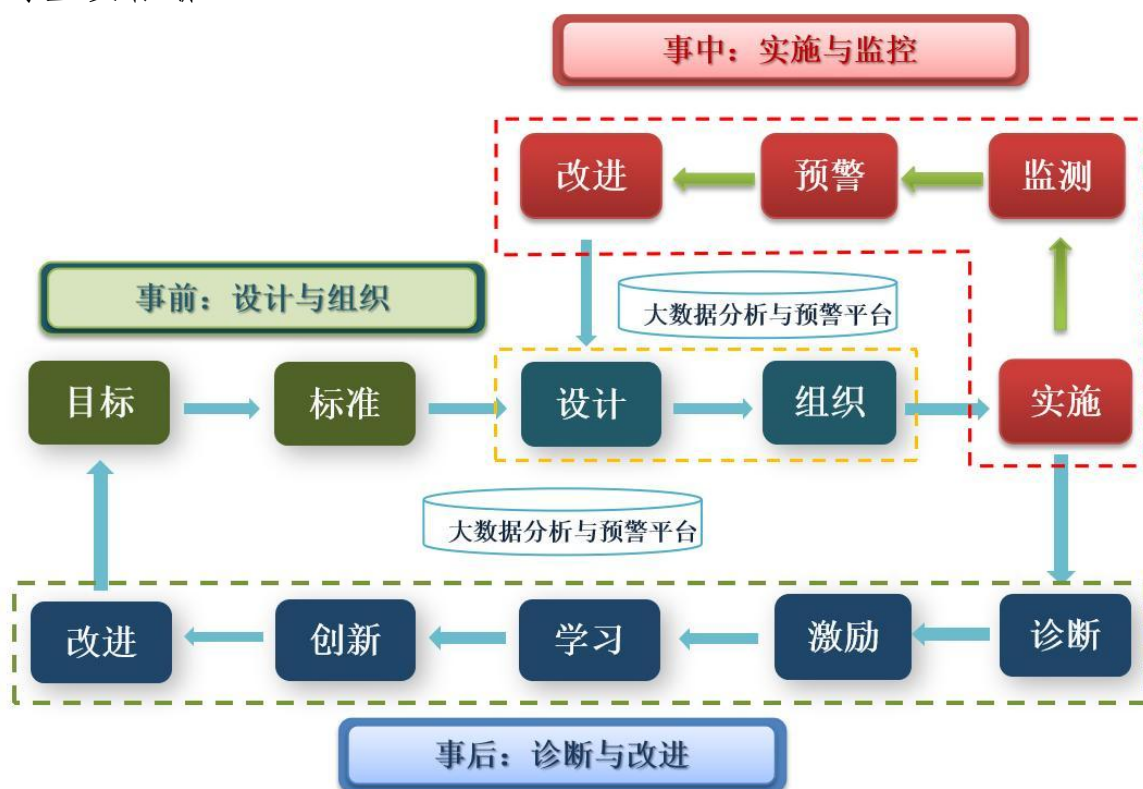 事中：实施与监控
改进
预警
监测
事前：设计与组织
大数据分析与预警平台
目标
标准
设计
组织
实施
大数据分析与预警平台
改进
创新
学习
激励
诊断
事后：诊断与改进